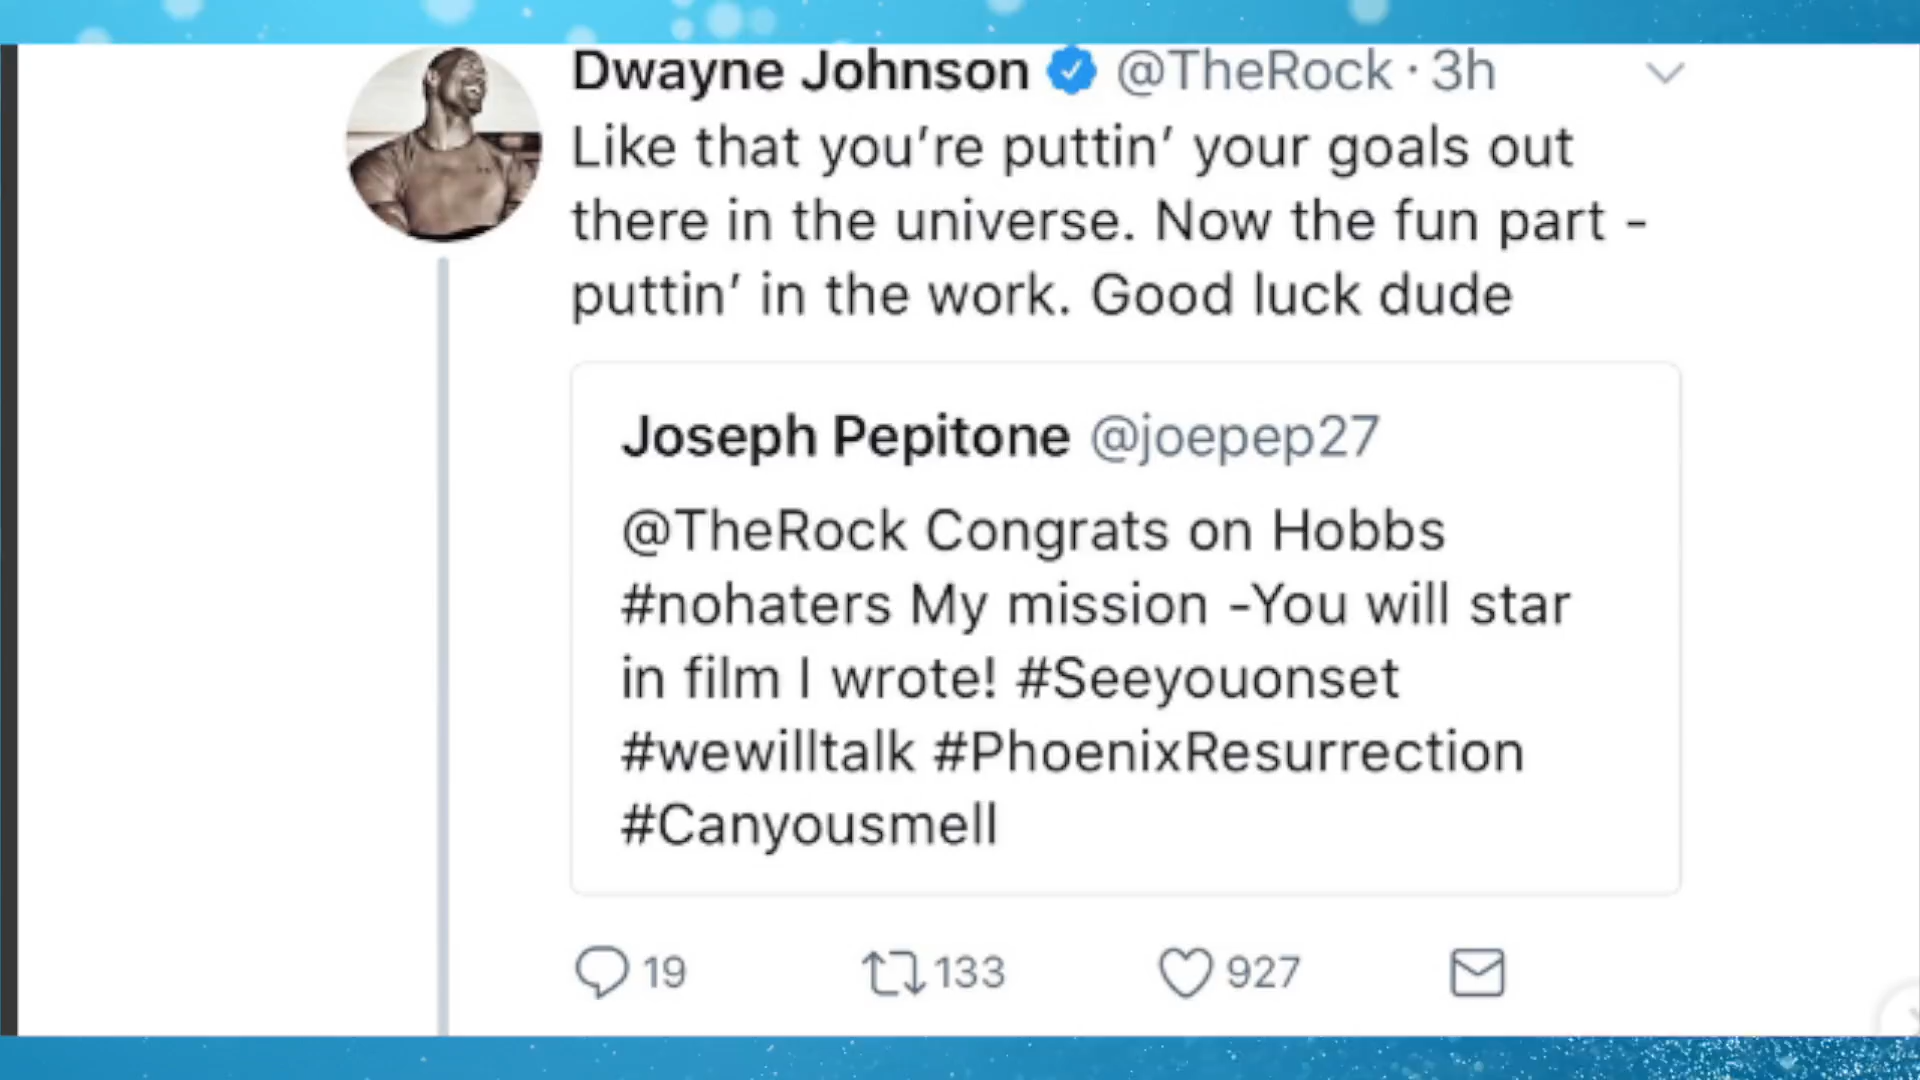 Dwayne Johnson @TheRock · 3h
Like that you're puttin' your goals out
there in the universe. Now the fun part -
puttin' in the work. Good luck dude
Joseph Pepitone @joepep27
@TheRock Congrats on Hobbs
#nohaters My mission -You will star
in film I wrote! #Seeyouonset
#wewilltalk #PhoenixResurrection
#Canyousmell
19 133 927